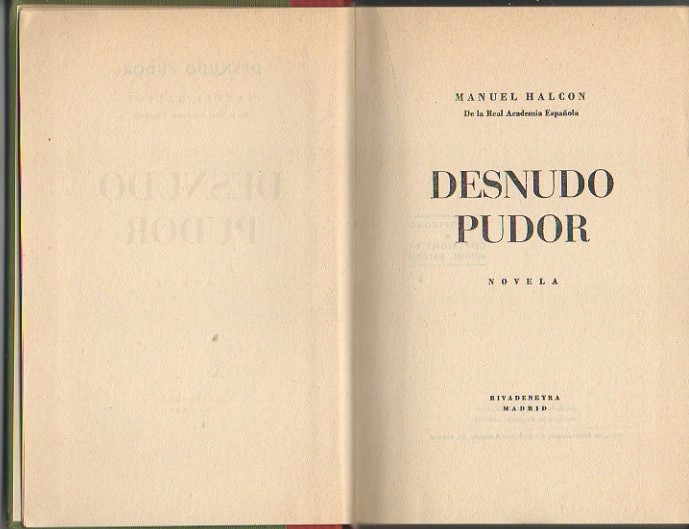 MANUEL HALCON
De la Real Academia Española
DESNUDO
PUDOR
NOVELA
RIVADENEYRA
MADRID